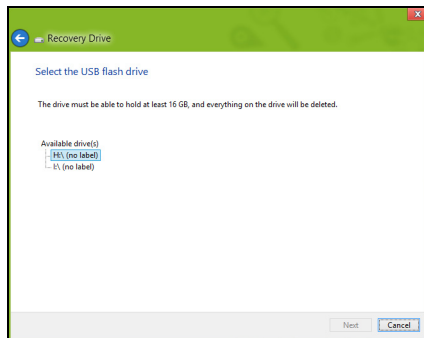 x
Recovery Drive
Select the USB flash drive
The drive must be able to hold at least 16 GB, and everything on the drive will be deleted.
Available drive(s)
H:\ (no label)
I:\ (no label)
Next
Cancel